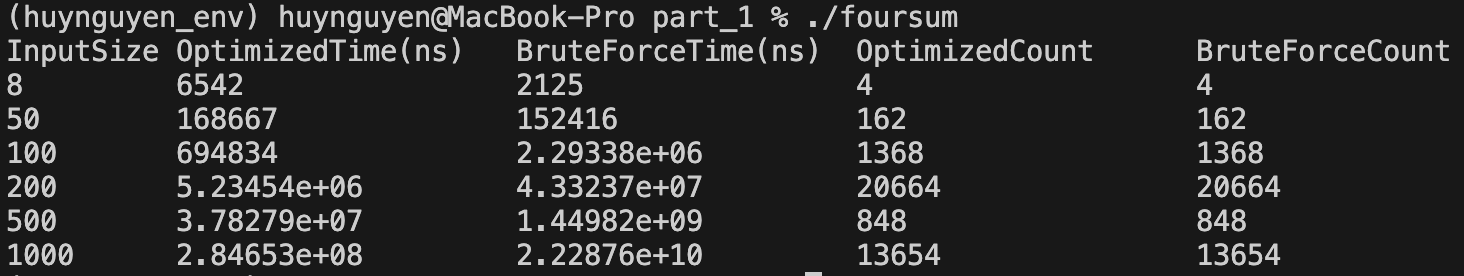 (huynguyen_env) huynguyen@MacBook-Pro part_1 % ./foursum
InputSize OptimizedTime(ns) BruteForceTime(ns) OptimizedCount BruteForceCount
8 6542 2125 4 4
50 168667 152416 162 162
100 694834 2.29338e+06 1368 1368
200 5.23454e+06 4.33237e+07 20664 20664
500 3.78279e+07 1.44982e+09 848 848
1000 2.84653e+08 2.22876e+10 13654 13654